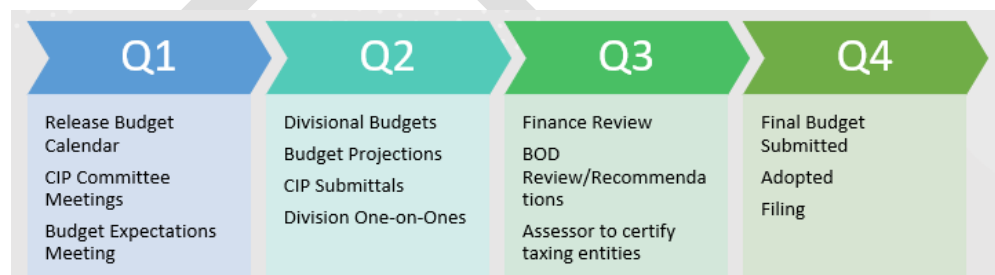 Q1
Release Budget
Calendar
CIP Committee
Meetings
Budget Expectations
Meeting
Q2
Divisional Budgets
Budget Projections
CIP Submittals
Division One-on-Ones
Q3
Finance Review
BOD
Review/Recommenda
tions
Assessor to certify
taxing entities
Q4
Final Budget
Submitted
Adopted
Filing